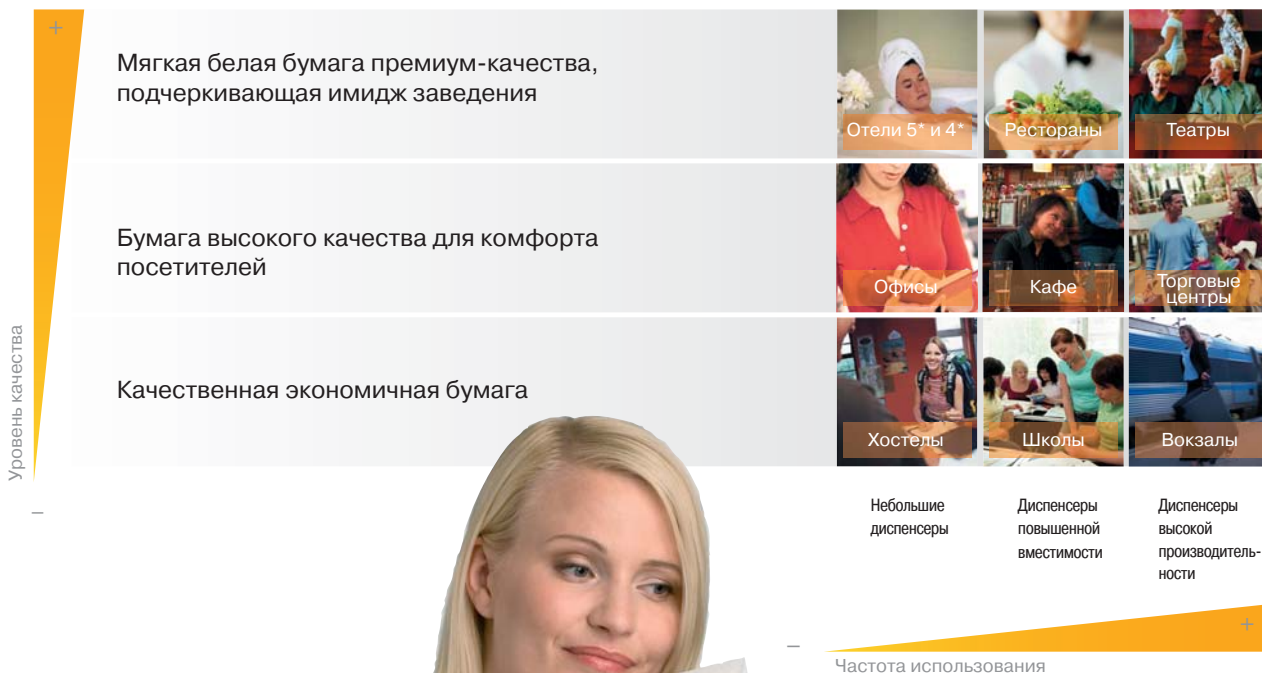 +
Мягкая белая бумага премиум-качества,
подчеркивающая имидж заведения
Отели 5* и 4*
Рестораны
Театры
Бумага высокого качества для комфорта
посетителей
Офисы
Кафе
Торговые
центры
Качественная экономичная бумага
Хостелы
Школы
Вокзалы
Уровень качества
–
Небольшие
диспенсеры
Диспенсеры
повышенной
вместимости
Диспенсеры
высокой
производитель-
ности
–
+
Частота использования